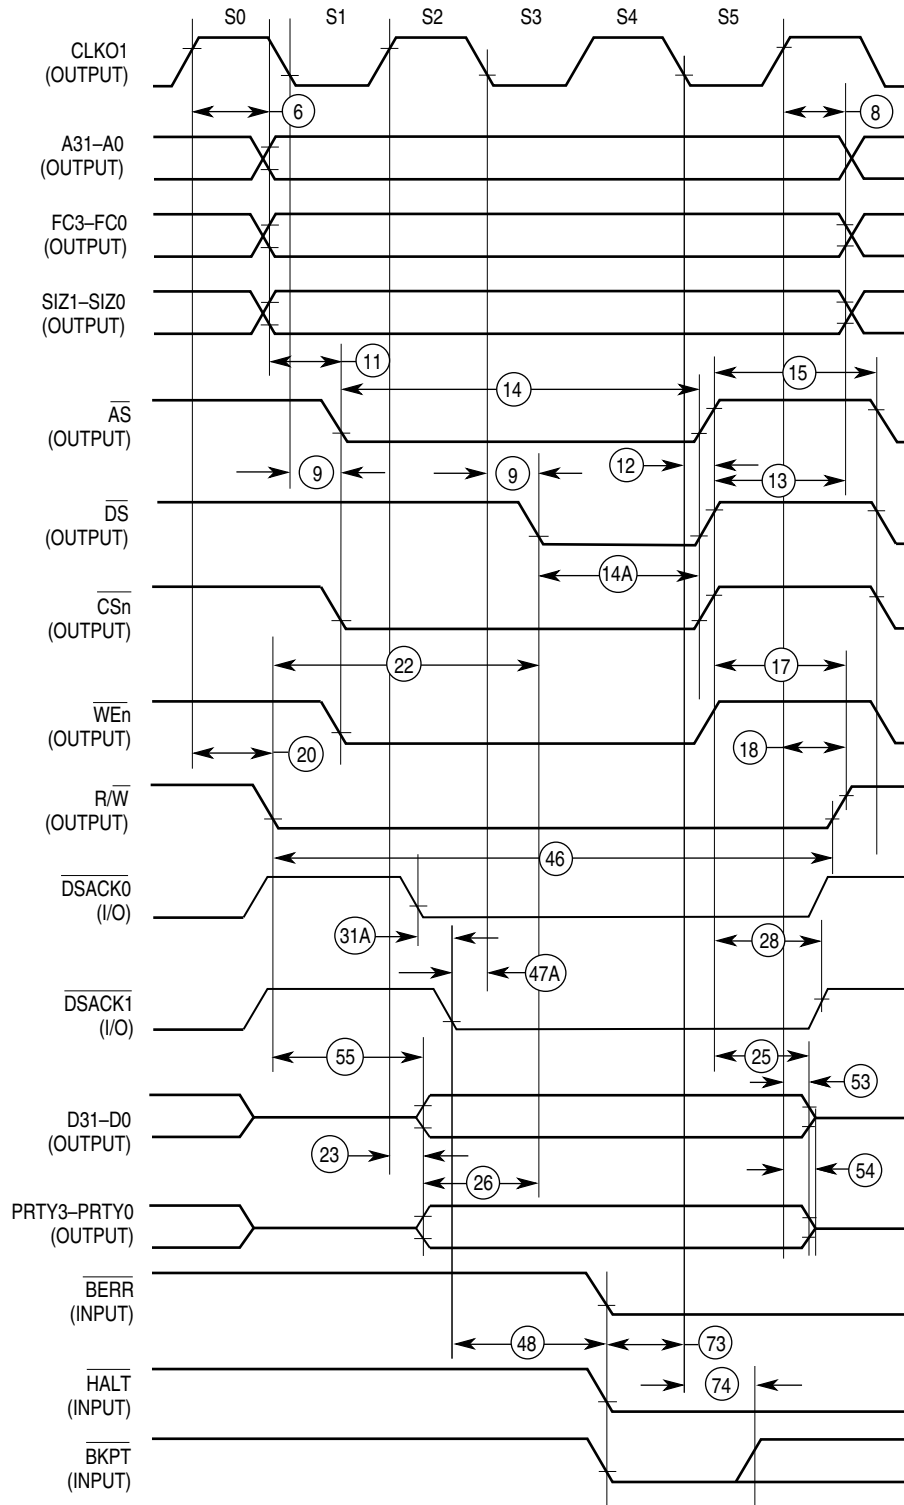 S0 S1 S2 S3 S4 S5
CLKO1
(OUTPUT)
6
8
A31–A0
(OUTPUT)
FC3–FC0
(OUTPUT)
SIZ1–SIZ0
(OUTPUT)
11
14
15
AS
(OUTPUT)
9
9
12
13
DS
(OUTPUT)
14A
CSn
(OUTPUT)
22
17
WEn
(OUTPUT)
20
18
R/W
(OUTPUT)
46
DSACK0
(I/O)
31A
28
47A
DSACK1
(I/O)
55
25
53
D31–D0
(OUTPUT)
23
26
54
PRTY3–PRTY0
(OUTPUT)
BERR
(INPUT)
48
73
HALT
(INPUT)
74
BKPT
(INPUT)